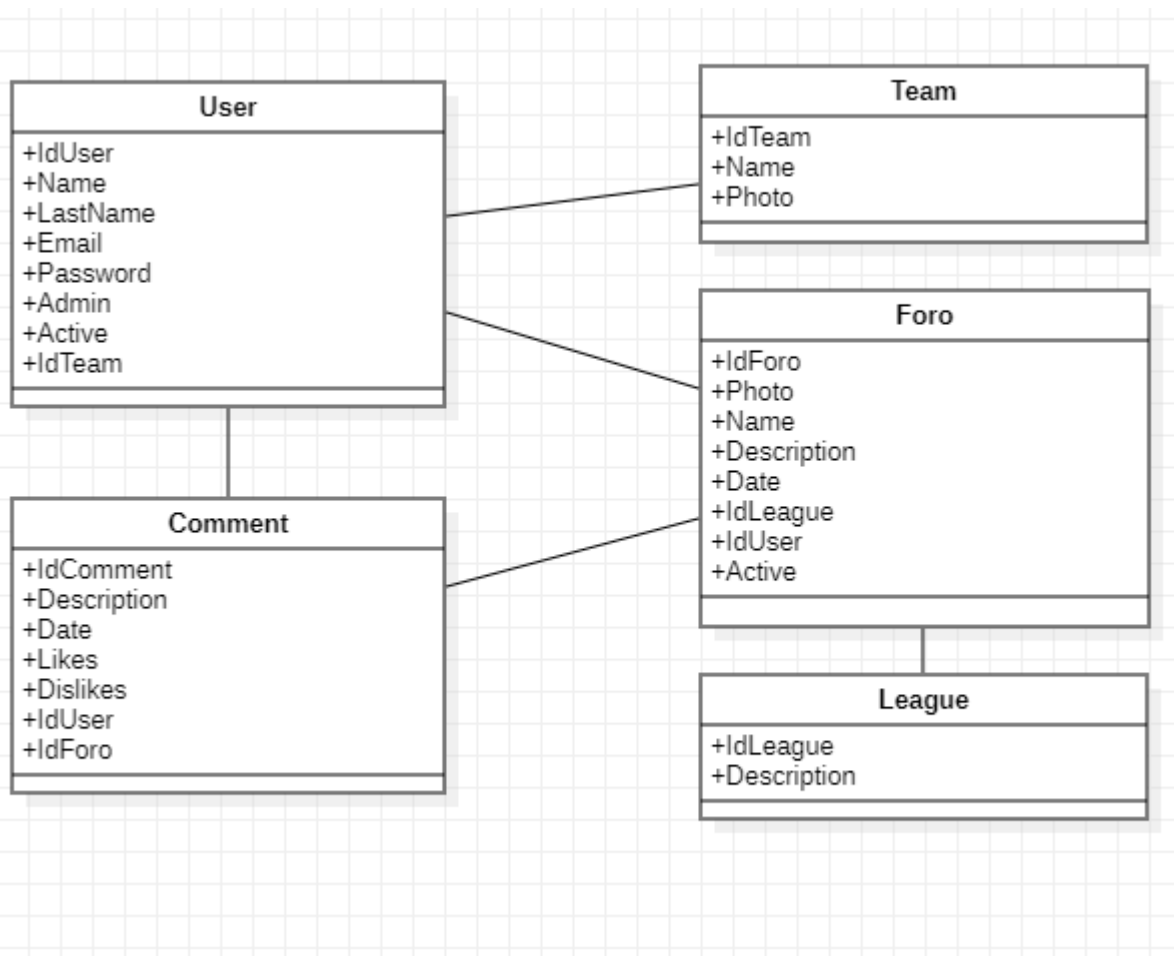 User
+IdUser
+Name
+LastName
+Email
+Password
+Admin
+Active
+IdTeam
Team
+IdTeam
+Name
+Photo
Foro
+IdForo
+Photo
+Name
+Description
+Date
+IdLeague
+IdUser
+Active
Comment
+IdComment
+Description
+Date
+Likes
+Dislikes
+IdUser
+IdForo
League
+IdLeague
+Description